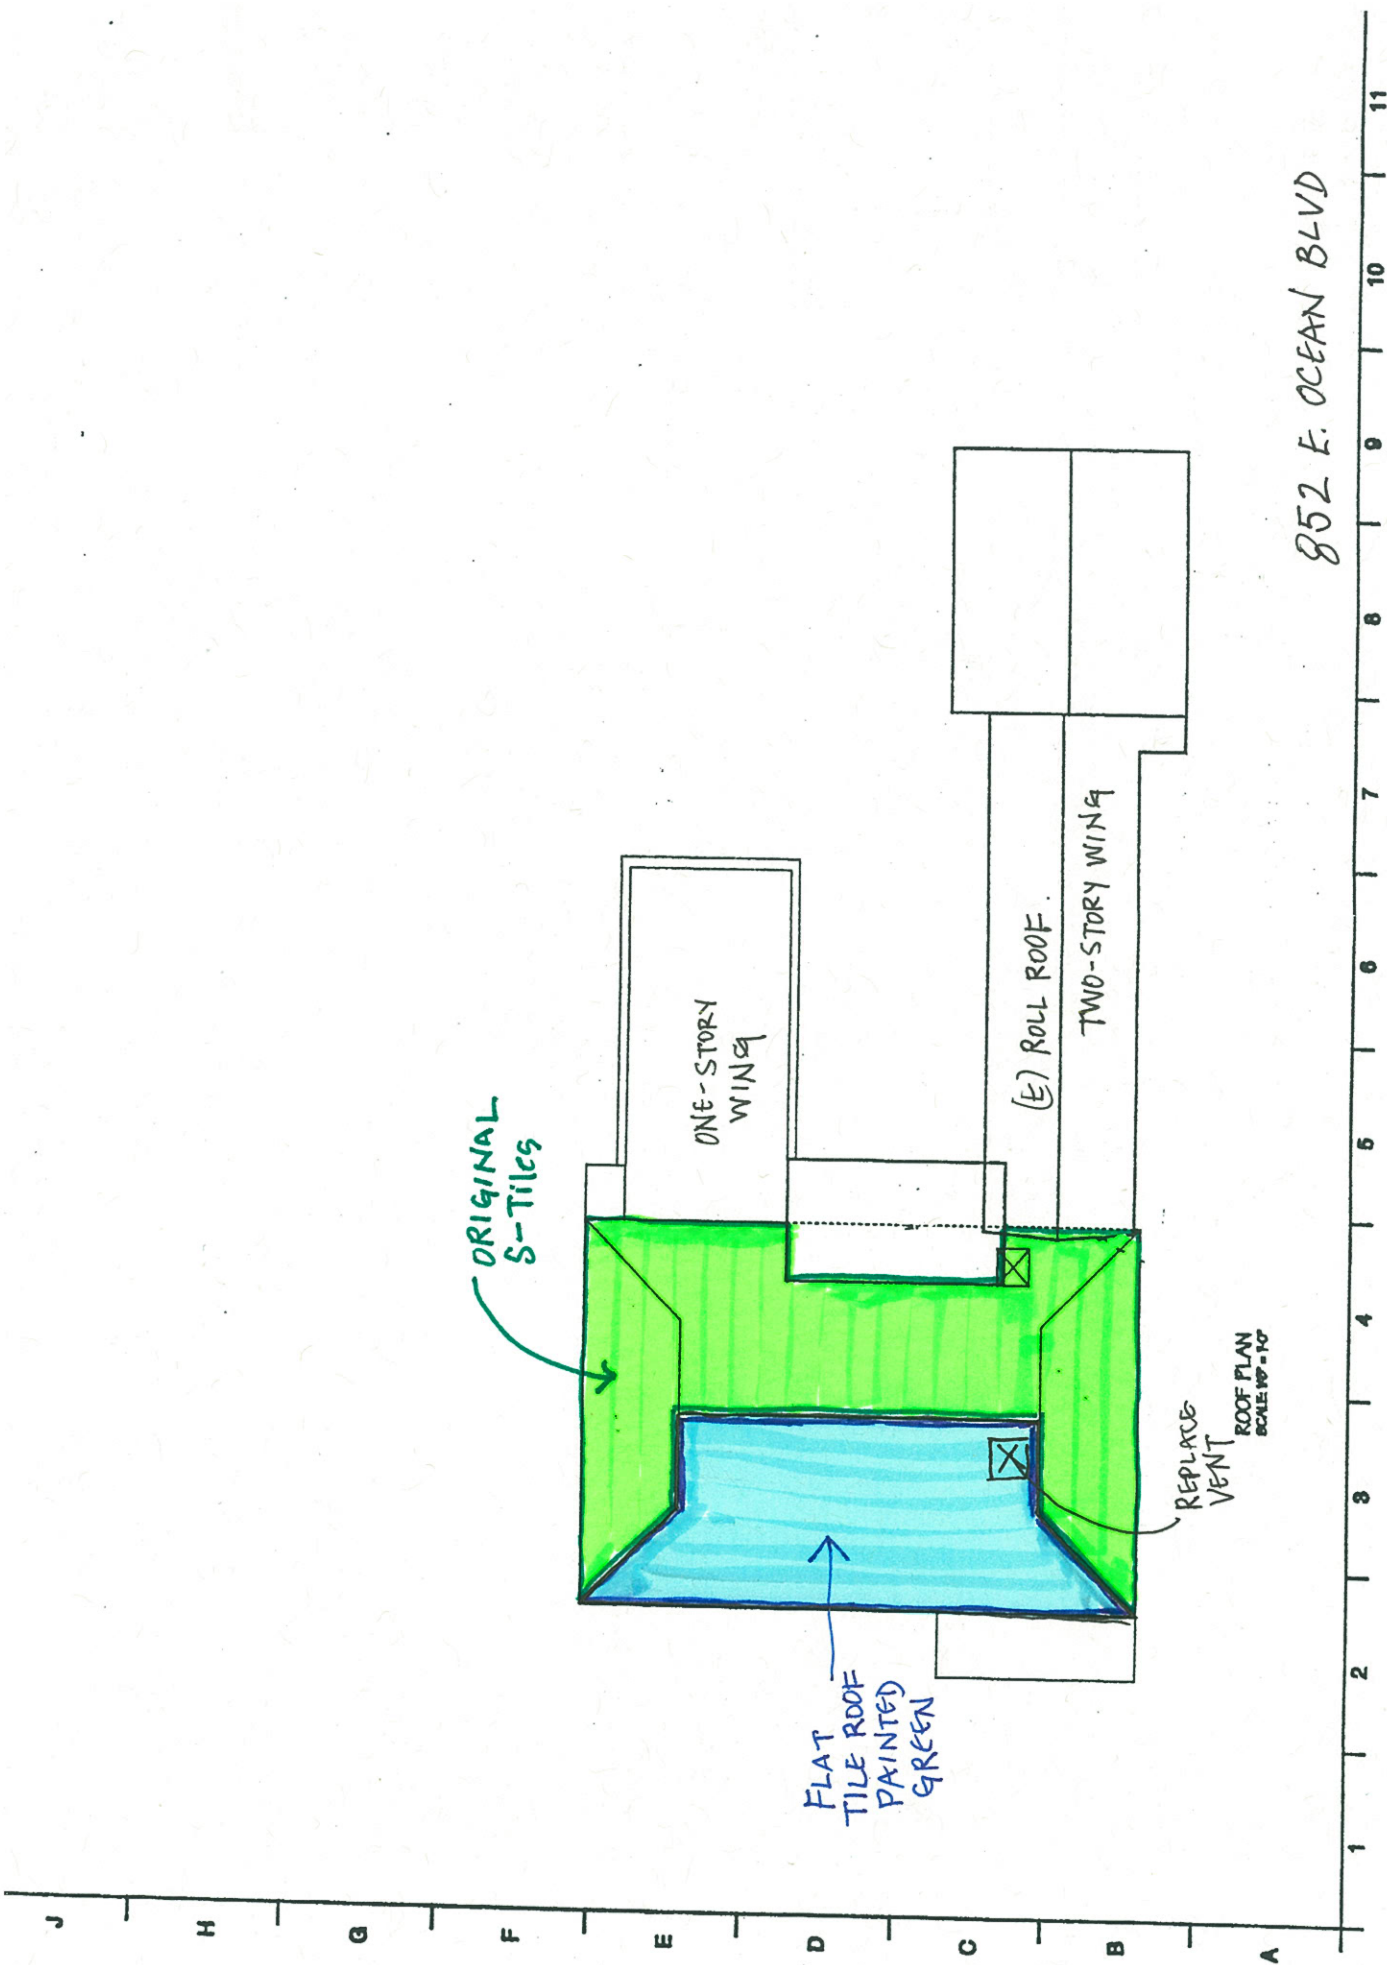 J
H
G
F
E
D
C
B
A
1
2
3
4
5
6
7
8
9
10
11
ORIGINAL
S-Tiles
ONE-STORY
WING
(E) ROLL ROOF.
TWO-STORY WING
FLAT
TILE ROOF
PAINTED
GREEN
REPLACE
VENT
ROOF PLAN
852 E. OCEAN BLVD